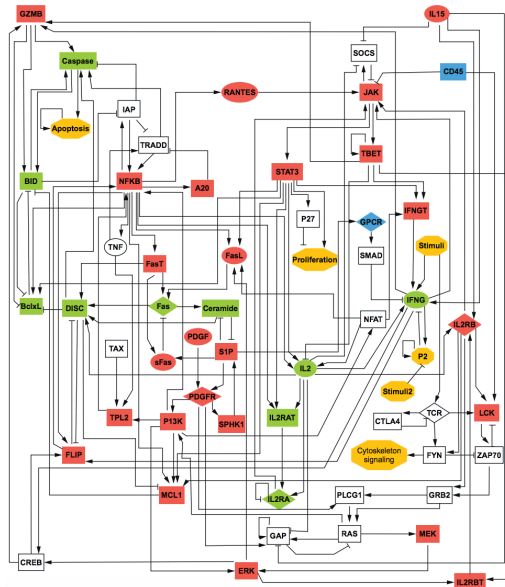 GZMB
IL15
Caspase
SOCS
CD45
RANTES
JAK
IAP
Apoptosis
TRADD
TBET
STAT3
BID
NFKB
A20
IFNGT
P27
GPCR
TNF
Stimuli
FasT
FasL
Proliferation
SMAD
BclxL
DISC
Fas
Ceramide
NFAT
IFNG
IL2RB
TAX
PDGF
S1P
sFas
IL2
P2
PDGFR
Stimuli2
TPL2
P13K
SPHK1
IL2RAT
CTLA4
TCR
LCK
FLIP
Cytoskeleton
signaling
FYN
ZAP70
MCL1
IL2RA
PLCG1
GRB2
GAP
RAS
MEK
CREB
ERK
IL2RBT